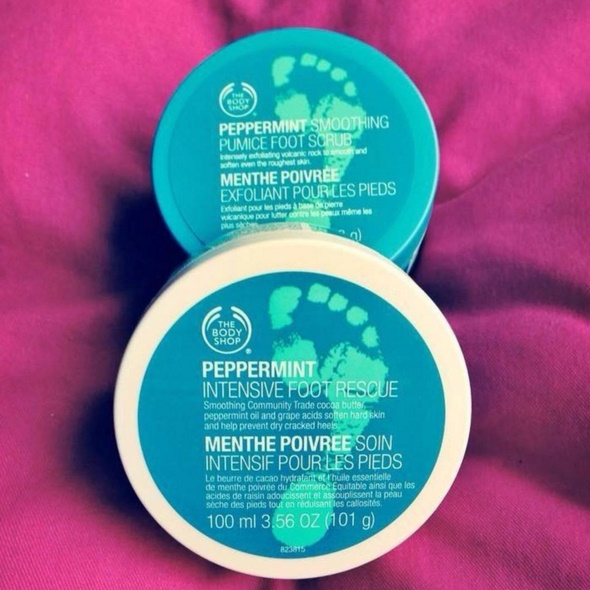 THE
BODY
SHOP
PEPPERMINT SMOOTHING
PUMICE FOOT SCRUB
Intensely exfoliating volcanic rock to smooth and
soften even the roughest skin.
MENTHE POIVRÉE
EXFOLIANT POUR LES PIEDS
Exfoliant pour les pieds à base de pierre
volcanique pour lutter contre les peaux même les
plus sèches.
g)
THE
BODY
SHOP
®
PEPPERMINT
INTENSIVE FOOT RESCUE
Smoothing Community Trade cocoa butter,
peppermint oil and grape acids soften hard skin
and help prevent dry cracked heels.
MENTHE POIVRÉE SOIN
INTENSIF POUR LES PIEDS
Le beurre de cacao hydratant et l'huile essentielle
de menthe poivrée du Commerce Equitable ainsi que les
acides de raisin adoucissent et assouplissent la peau
sèche des pieds tout en réduisant les callosités.
100 ml 3.56 OZ (101 g)
823815